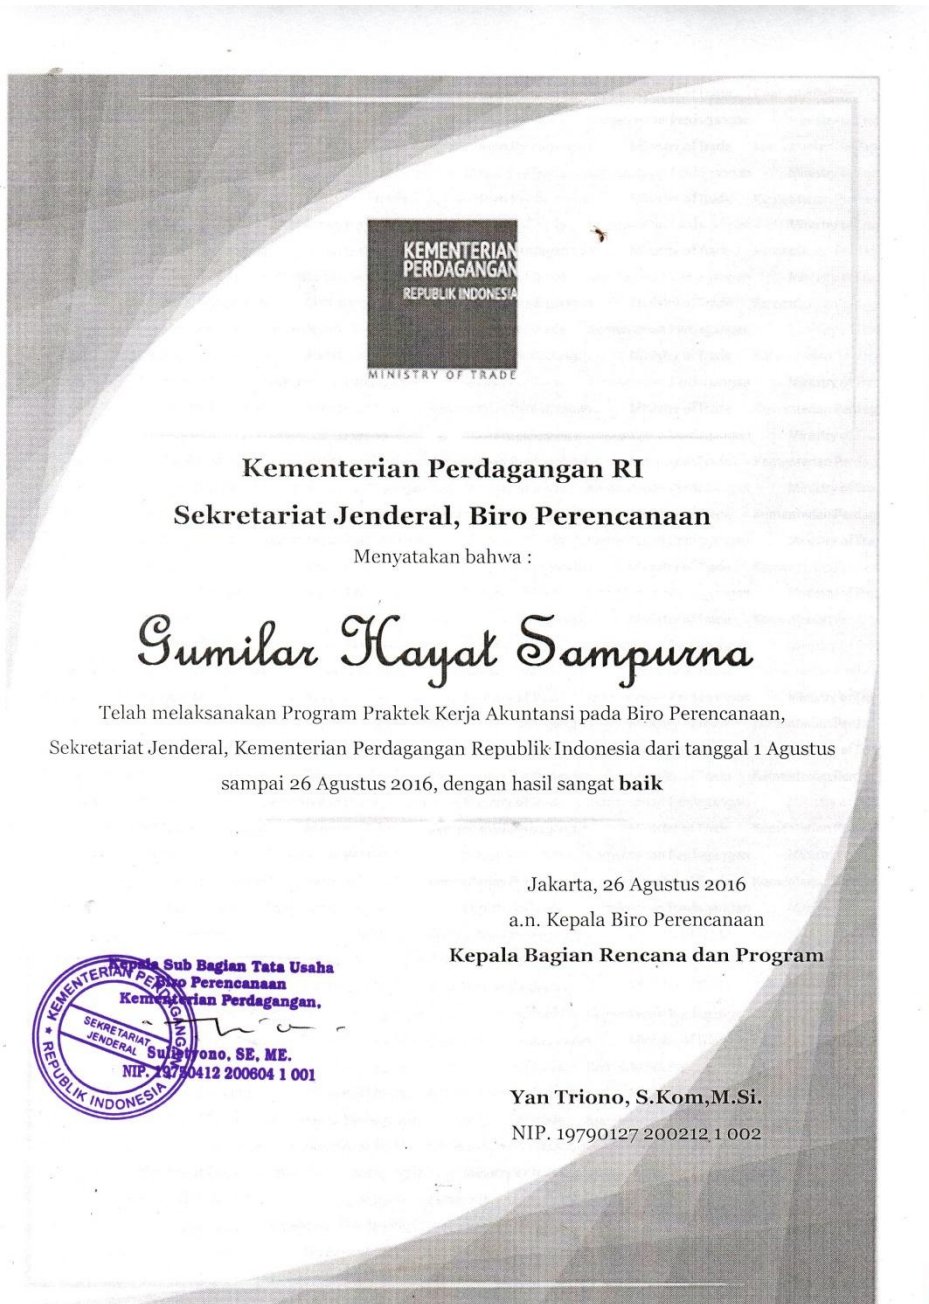 KEMENTERIAN
PERDAGANGAN
REPUBLIK INDONESIA
MINISTRY OF TRADE
Kementerian Perdagangan RI
Sekretariat Jenderal, Biro Perencanaan
Menyatakan bahwa :
Gumilar Hayat Sampurna
Telah melaksanakan Program Praktek Kerja Akuntansi pada Biro Perencanaan,
Sekretariat Jenderal, Kementerian Perdagangan Republik Indonesia dari tanggal 1 Agustus
sampai 26 Agustus 2016, dengan hasil sangat baik
Jakarta, 26 Agustus 2016
a.n. Kepala Biro Perencanaan
Kepala Bagian Rencana dan Program
Kepala Sub Bagian Tata Usaha
Biro Perencanaan
Kementerian Perdagangan,
KEMENTERIAN PERDAGANGAN
SEKRETARIAT
JENDERAL
REPUBLIK INDONESIA
SE, ME.
NIP. 19750412 200604 1 001
Yan Triono, S.Kom,M.Si.
NIP. 19790127 200212 1 002